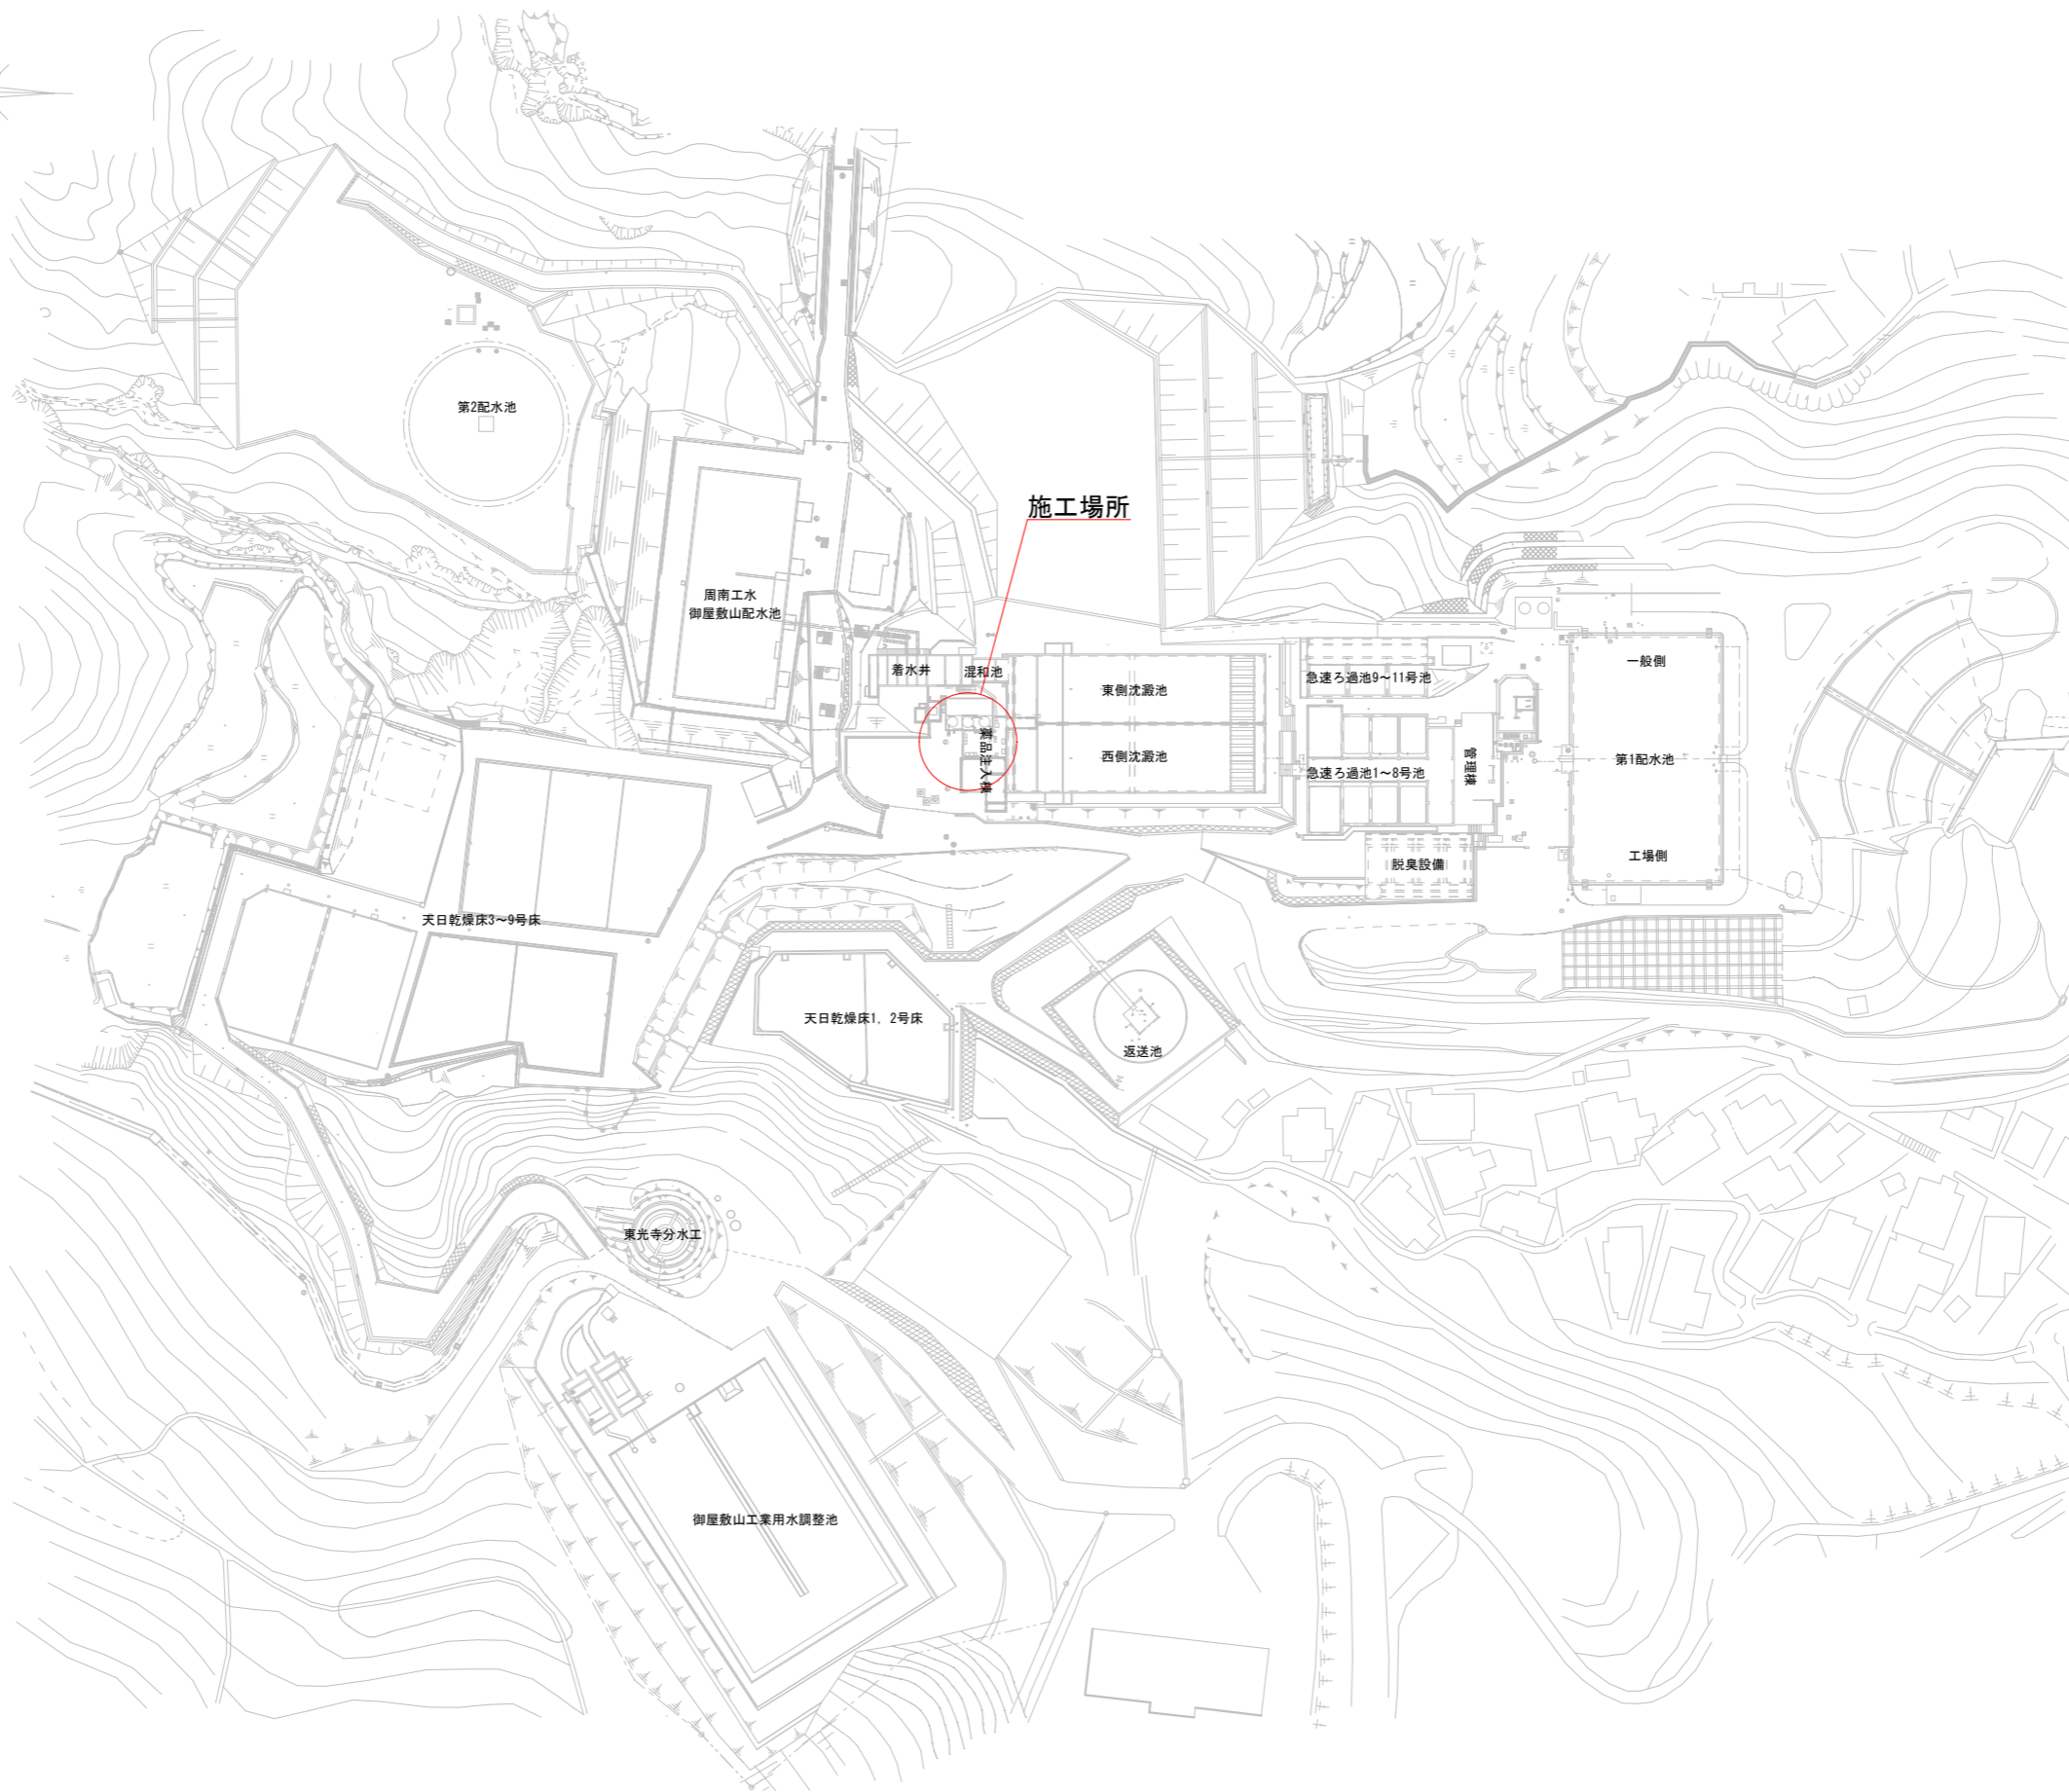 第2配水池
施工場所
周南工水
御屋敷山配水池
着水井
混和池
東側沈澱池
急速ろ過池9～11号池
一般側
薬品注入棟
西側沈澱池
急速ろ過池1～8号池
管理棟
第1配水池
脱臭設備
工場側
天日乾燥床3～9号床
天日乾燥床1，2号床
返送池
東光寺分水工
御屋敷山工業用水調整池